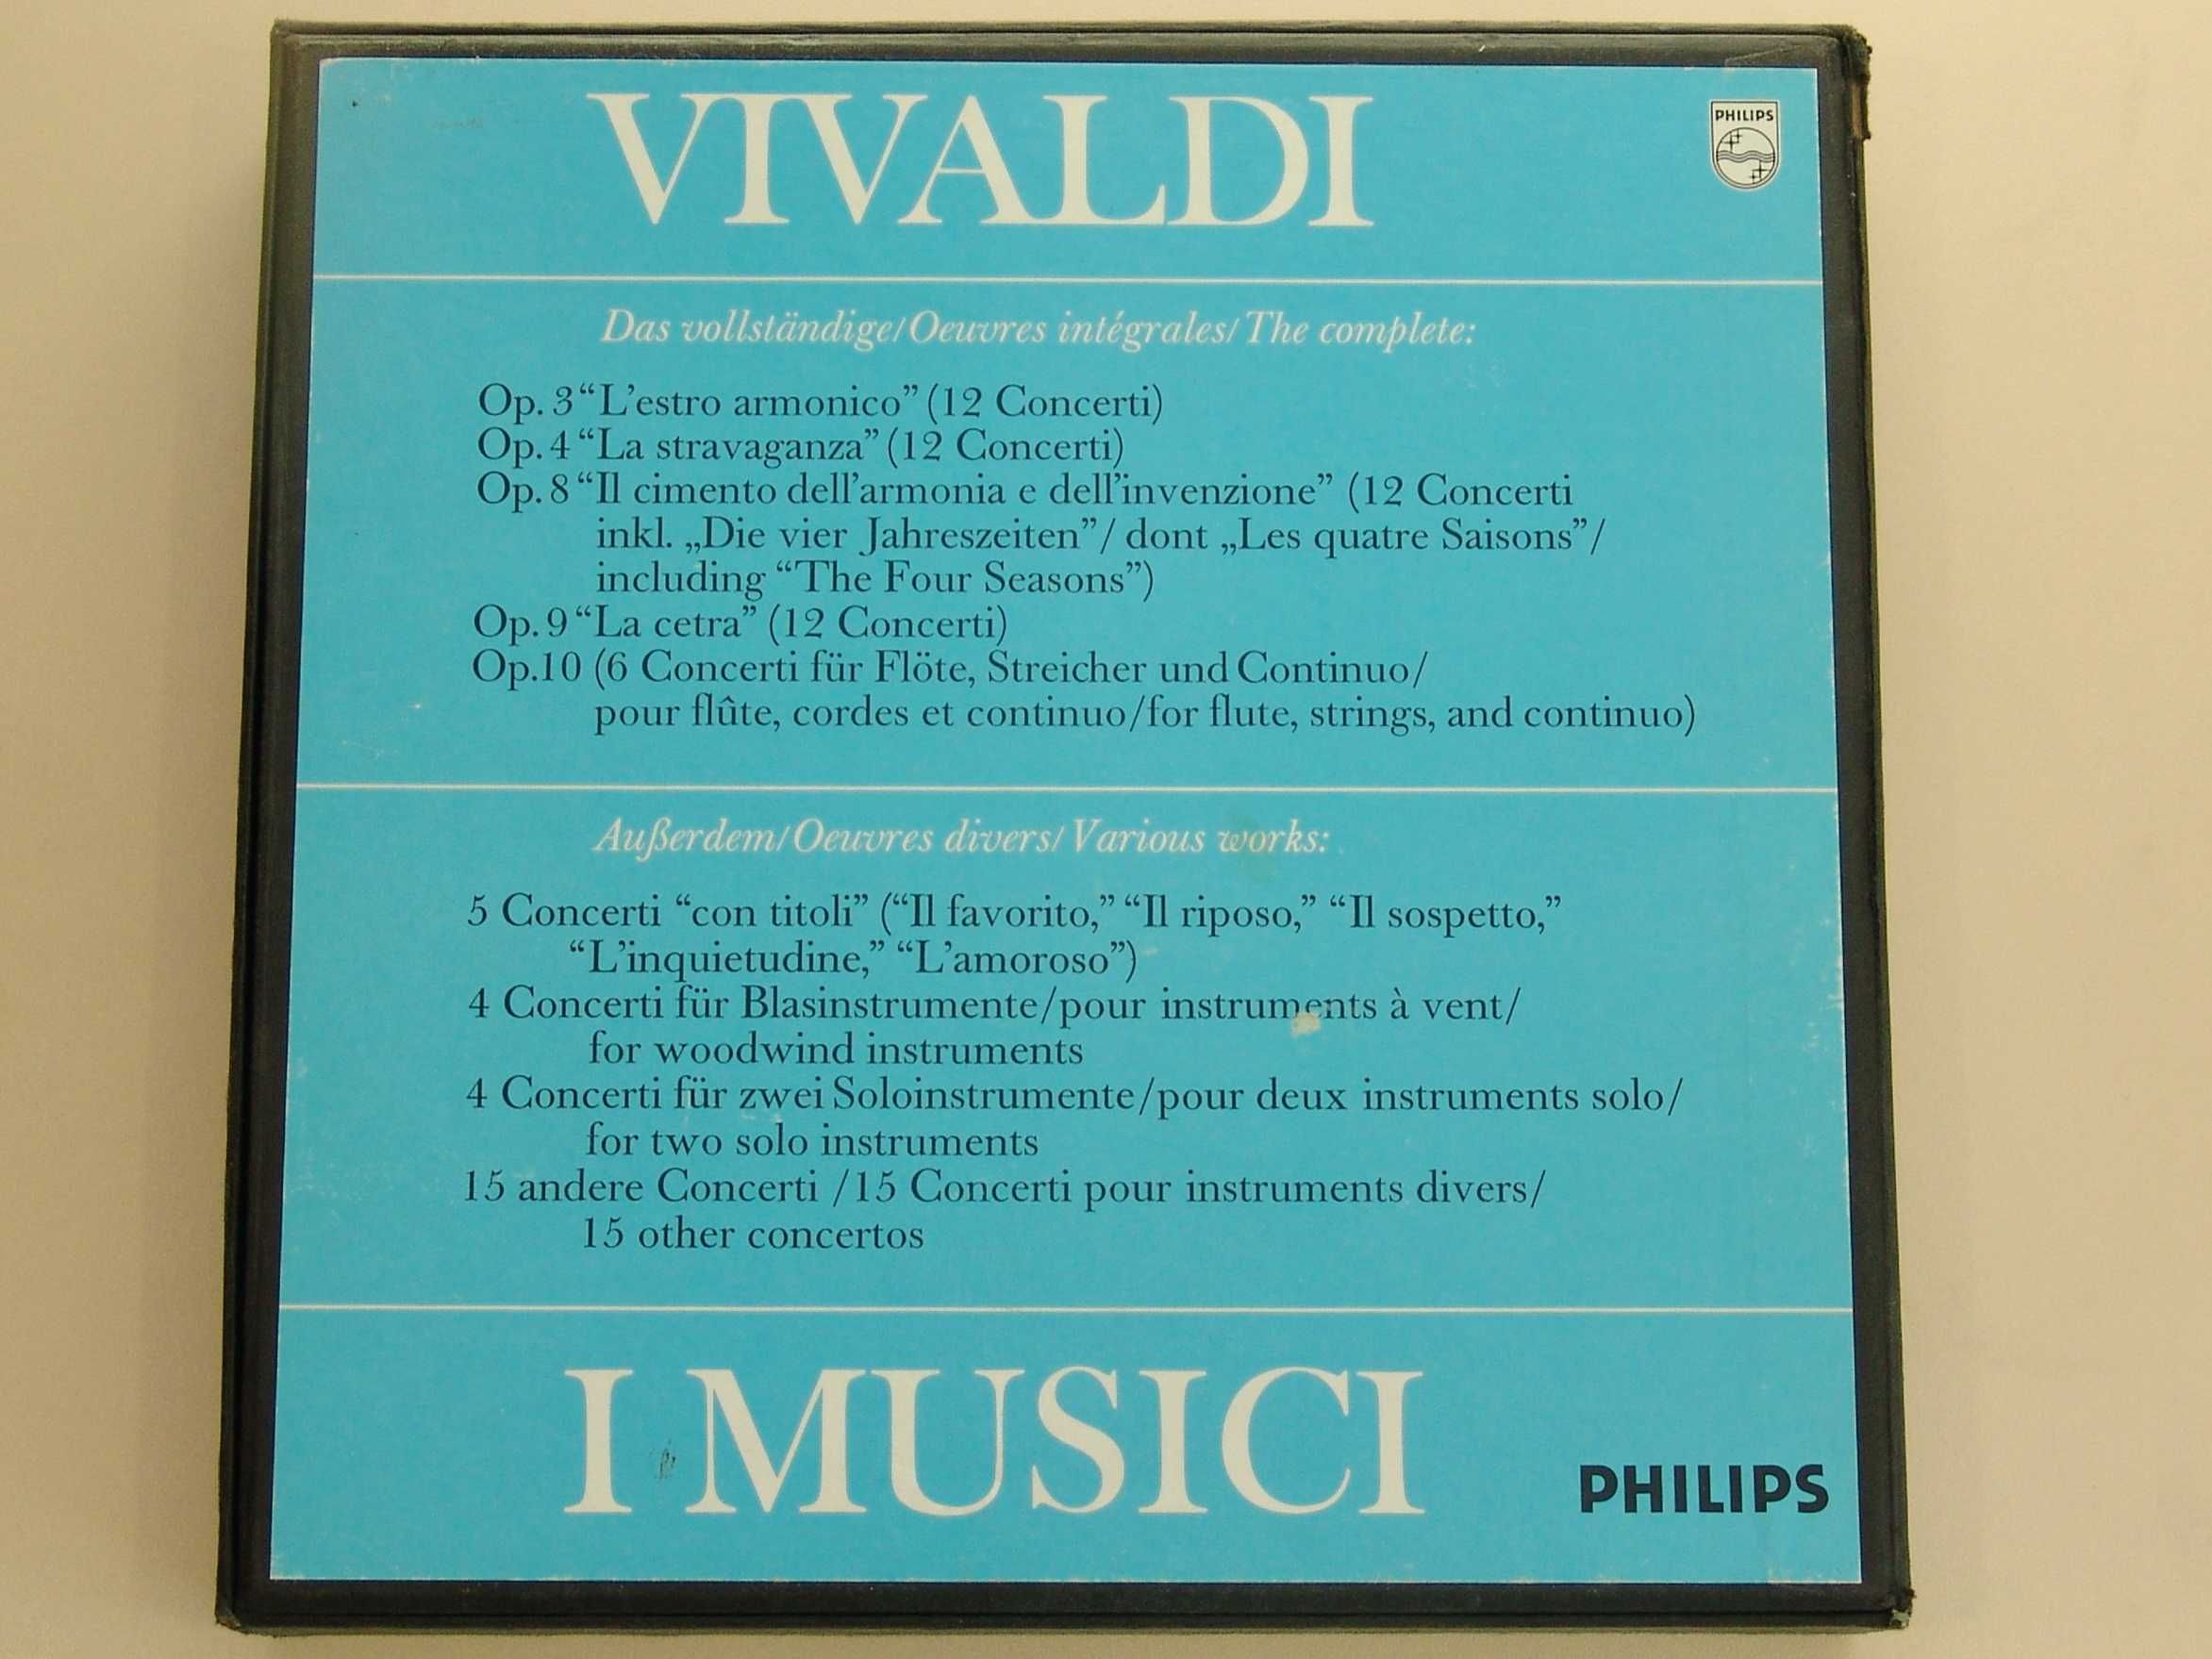 VIVALDI
PHILIPS
Das vollständige/Oeuvres intégrales/The complete:
Op. 3 “L’estro armonico” (12 Concerti)
Op. 4 “La stravaganza” (12 Concerti)
Op. 8 “Il cimento dell’armonia e dell’invenzione” (12 Concerti
inkl. „Die vier Jahreszeiten”/ dont „Les quatre Saisons”/
including “The Four Seasons”)
Op. 9 “La cetra” (12 Concerti)
Op.10 (6 Concerti für Flöte, Streicher und Continuo/
pour flûte, cordes et continuo/for flute, strings, and continuo)
Außerdem/Oeuvres divers/Various works:
5 Concerti “con titoli” (“Il favorito,” “Il riposo,” “Il sospetto,”
“L’inquietudine,” “L’amoroso”)
4 Concerti für Blasinstrumente/pour instruments à vent/
for woodwind instruments
4 Concerti für zwei Soloinstrumente/pour deux instruments solo/
for two solo instruments
15 andere Concerti /15 Concerti pour instruments divers/
15 other concertos
I MUSICI
PHILIPS